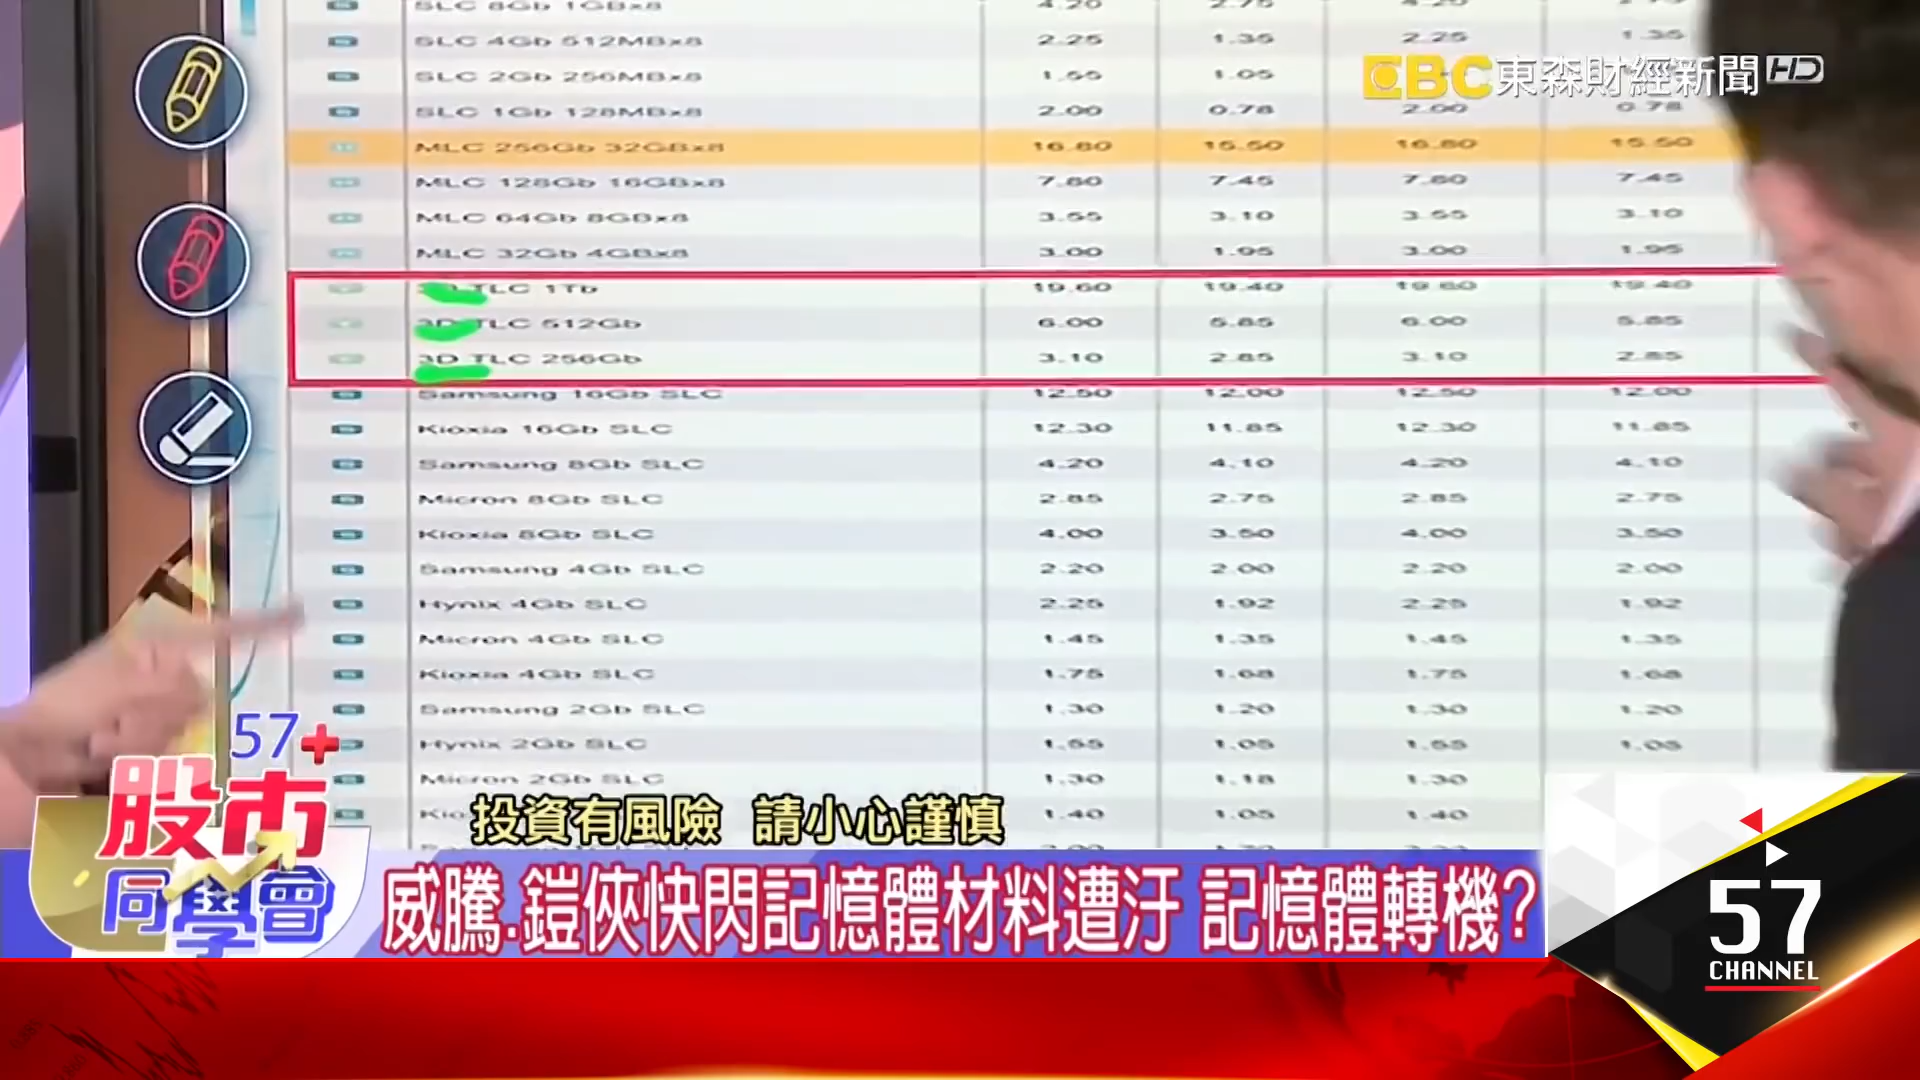 SLC 8Gb 1GBx8 4.20 2.75 4.20
SLC 4Gb 512MBx8 2.25 1.35 2.25 1.35
SLC 2Gb 256MBx8 1.55 1.05
SLC 1Gb 128MBx8 2.00 0.78 2.00 0.78
EBC東森財經新聞HD
MLC 256Gb 32GBx8 16.80 15.50 16.80 15.50
MLC 128Gb 16GBx8 7.80 7.45 7.80 7.45
MLC 64Gb 8GBx8 3.55 3.10 3.55 3.10
MLC 32Gb 4GBx8 3.00 1.95 3.00 1.95
TLC 1Tb 19.60 19.40 19.60 19.40
3D TLC 512Gb 6.00 5.85 6.00 5.85
3D TLC 256Gb 3.10 2.85 3.10 2.85
Samsung 16Gb SLC 12.50 12.00 12.50 12.00
Kioxia 16Gb SLC 12.30 11.85 12.30 11.85
Samsung 8Gb SLC 4.20 4.10 4.20 4.10
Micron 8Gb SLC 2.85 2.75 2.85 2.75
Kioxia 8Gb SLC 4.00 3.50 4.00 3.50
Samsung 4Gb SLC 2.20 2.00 2.20 2.00
Hynix 4Gb SLC 2.25 1.92 2.25 1.92
Micron 4Gb SLC 1.45 1.35 1.45 1.35
Kioxia 4Gb SLC 1.75 1.68 1.75 1.68
Samsung 2Gb SLC 1.30 1.20 1.30 1.20
Hynix 2Gb SLC 1.55 1.05 1.55 1.05
Micron 2Gb SLC 1.30 1.18 1.30
Kio 1.40 1.05 1.40
57+
股市
同學會
投資有風險 請小心謹慎
威騰.鎧俠快閃記憶體材料遭汙 記憶體轉機?
57
CHANNEL